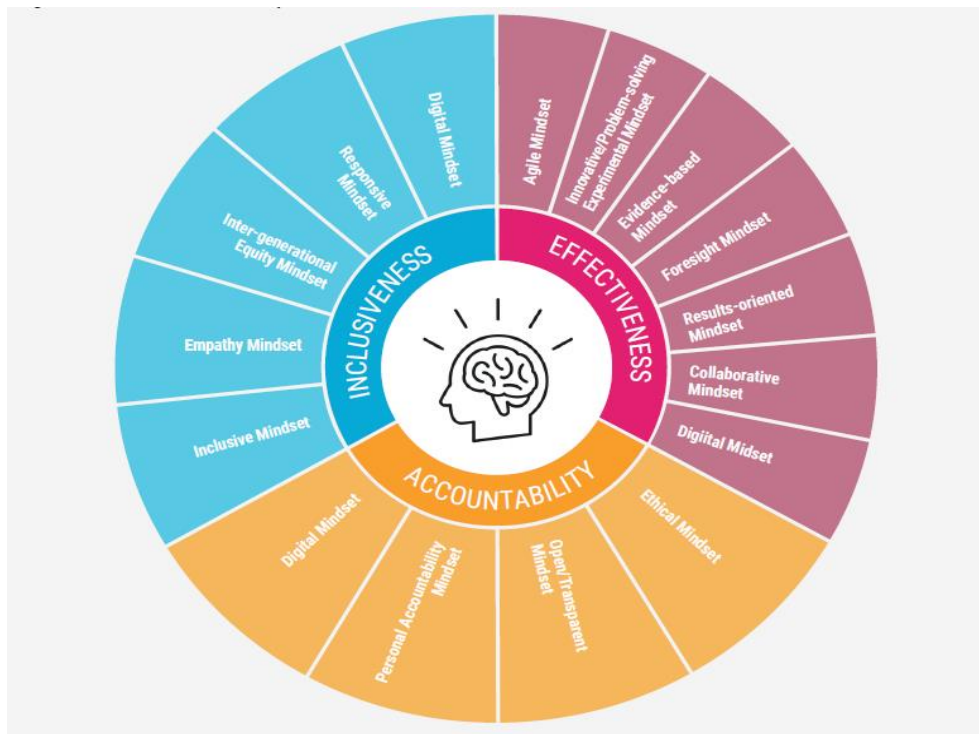 EFFECTIVENESS
Agile Mindset
Innovative/Problem-solving
Experimental Mindset
Evidence-based
Mindset
Foresight Mindset
Results-oriented
Mindset
Collaborative
Mindset
Digiital Midset
ACCOUNTABILITY
Ethical Mindset
Open/Transparent
Mindset
Personal Accountability
Mindset
Digital Mindset
INCLUSIVENESS
Inclusive Mindset
Empathy Mindset
Inter-generational
Equity Mindset
Responsive
Mindset
Digital Mindset